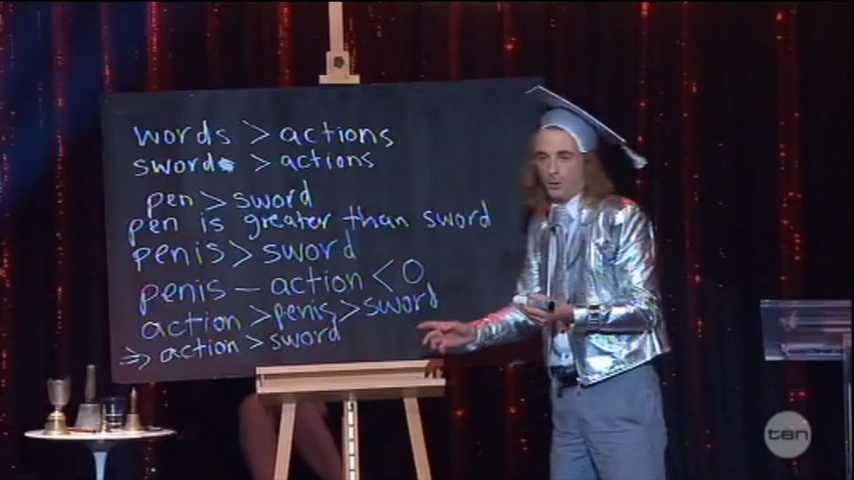 words > actions
swords > actions
pen > sword
pen is greater than sword
penis > sword
penis – action < 0
action > penis > sword
⇒ action > sword
ten